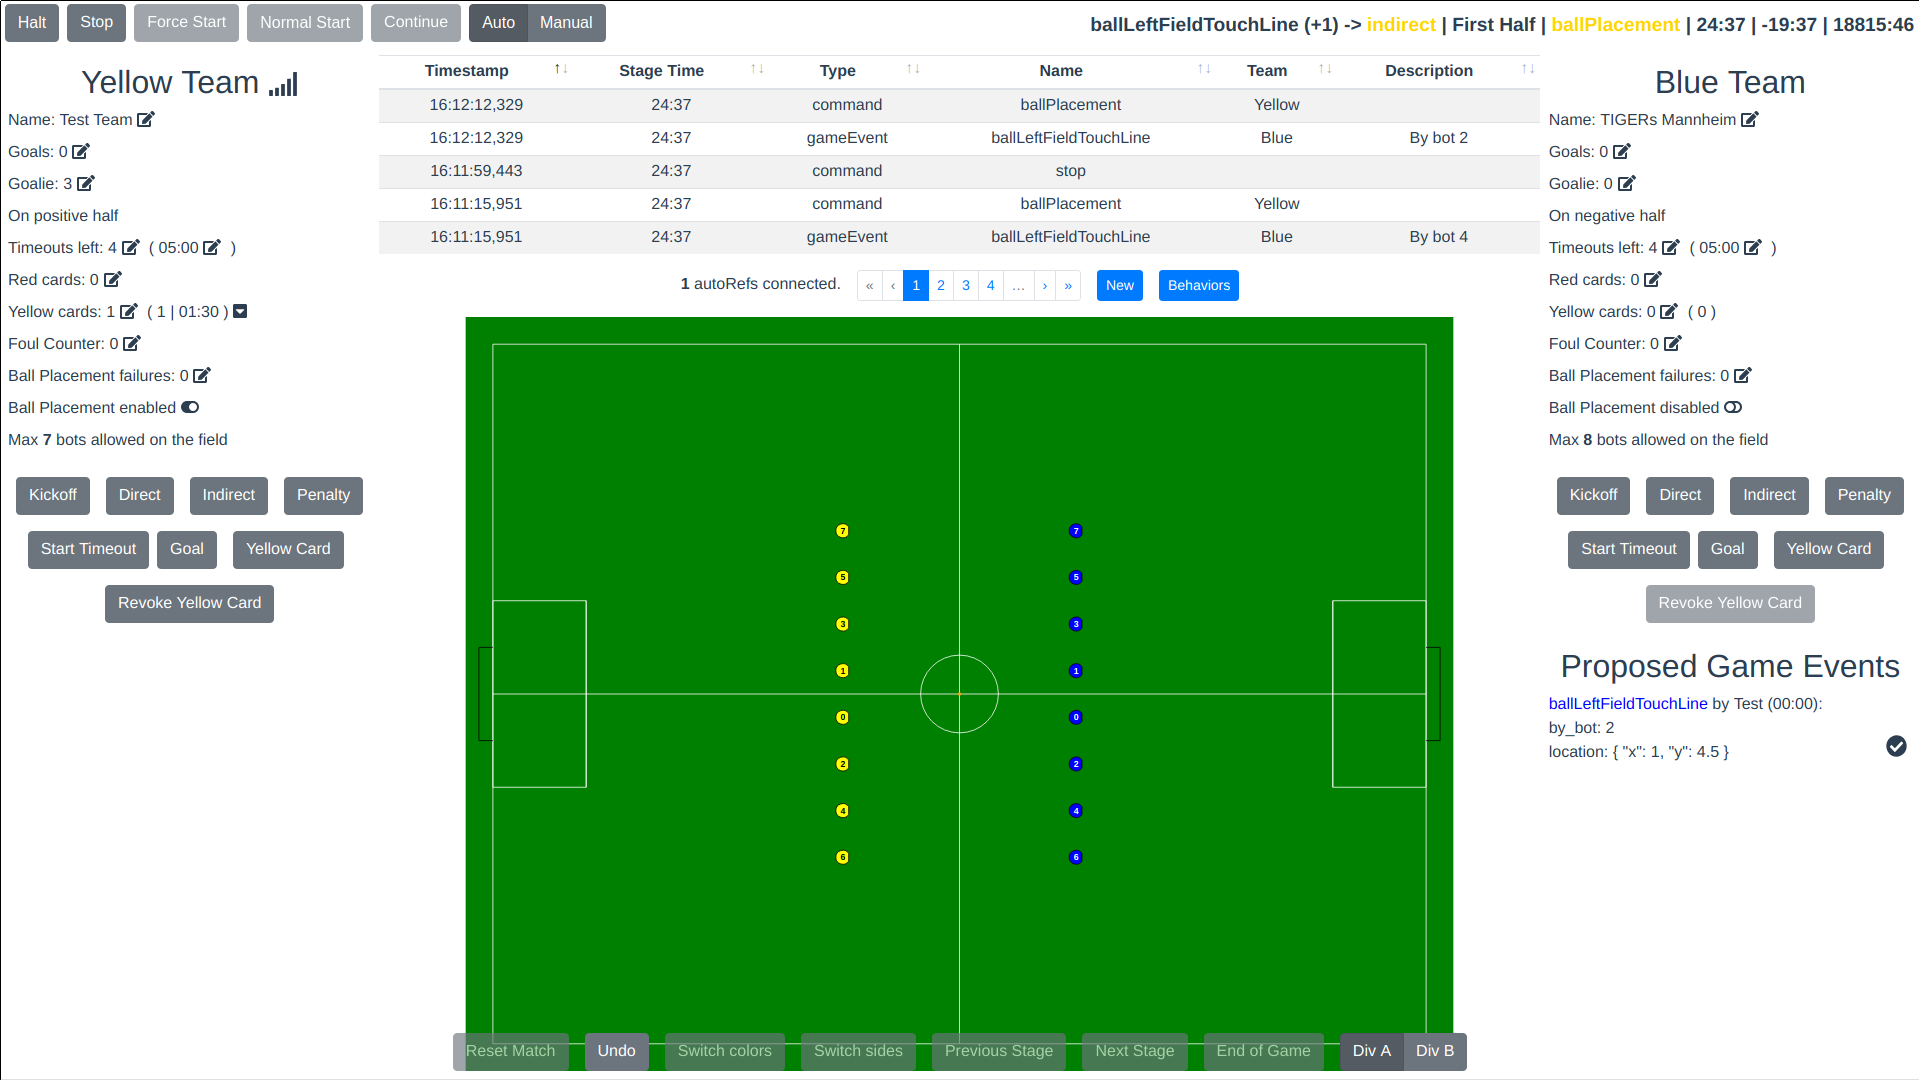 Halt Stop Force Start Normal Start Continue Auto Manual
ballLeftFieldTouchLine (+1) -> indirect | First Half | ballPlacement | 24:37 | -19:37 | 18815:46
Yellow Team
Name: Test Team
Goals: 0
Goalie: 3
On positive half
Timeouts left: 4 ( 05:00 )
Red cards: 0
Yellow cards: 1 ( 1 | 01:30 )
Foul Counter: 0
Ball Placement failures: 0
Ball Placement enabled
Max 7 bots allowed on the field
Kickoff Direct Indirect Penalty
Start Timeout Goal Yellow Card
Revoke Yellow Card
Timestamp ↑↓ Stage Time ↑↓ Type ↑↓ Name ↑↓ Team ↑↓ Description ↑↓
16:12:12,329 24:37 command ballPlacement Yellow
16:12:12,329 24:37 gameEvent ballLeftFieldTouchLine Blue By bot 2
16:11:59,443 24:37 command stop
16:11:15,951 24:37 command ballPlacement Yellow
16:11:15,951 24:37 gameEvent ballLeftFieldTouchLine Blue By bot 4
1 autoRefs connected. « ‹ 1 2 3 4 … › » New Behaviors
7 7
5 5
3 3
1 1
0 0
2 2
4 4
6 6
Reset Match Undo Switch colors Switch sides Previous Stage Next Stage End of Game Div A Div B
Blue Team
Name: TIGERs Mannheim
Goals: 0
Goalie: 0
On negative half
Timeouts left: 4 ( 05:00 )
Red cards: 0
Yellow cards: 0 ( 0 )
Foul Counter: 0
Ball Placement failures: 0
Ball Placement disabled
Max 8 bots allowed on the field
Kickoff Direct Indirect Penalty
Start Timeout Goal Yellow Card
Revoke Yellow Card
Proposed Game Events
ballLeftFieldTouchLine by Test (00:00):
by_bot: 2
location: { "x": 1, "y": 4.5 }